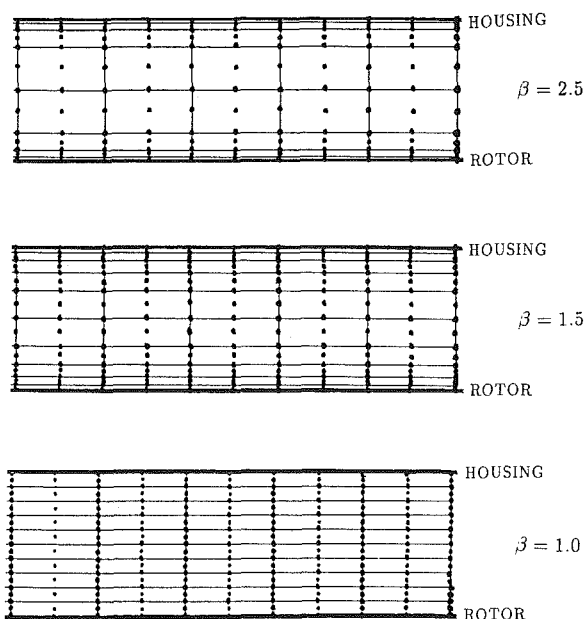 HOUSING
β = 2.5
ROTOR
HOUSING
β = 1.5
ROTOR
HOUSING
β = 1.0
ROTOR